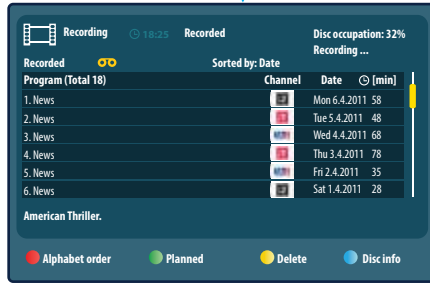 Recording 18:25 Recorded Disc occupation: 32%
Recording ...
Recorded Sorted by: Date
Program (Total 18) Channel Date [min]
1. News Mon 6.4.2011 58
2. News Tue 5.4.2011 48
3. News Wed 4.4.2011 68
4. News Thu 3.4.2011 78
5. News Fri 2.4.2011 35
6. News Sat 1.4.2011 28
American Thriller.
Alphabet order Planned Delete Disc info